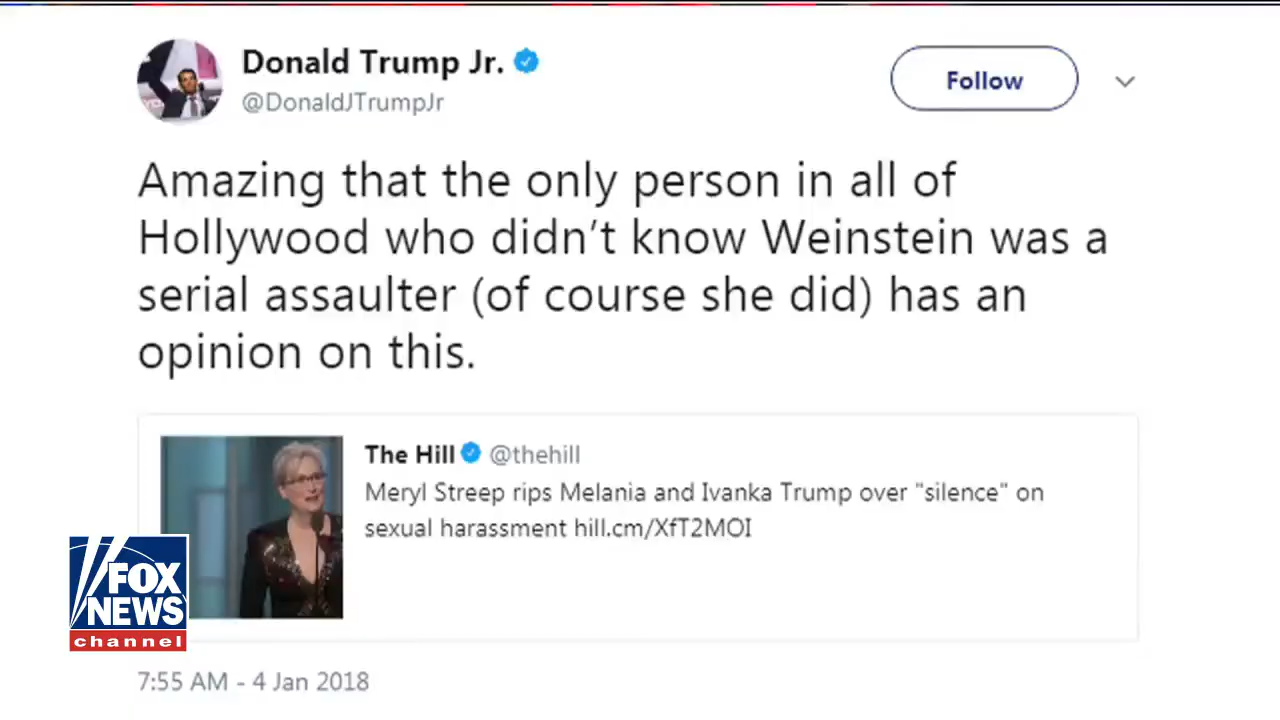 Donald Trump Jr.
@DonaldJTrumpJr
Follow
Amazing that the only person in all of
Hollywood who didn't know Weinstein was a
serial assaulter (of course she did) has an
opinion on this.
The Hill @thehill
Meryl Streep rips Melania and Ivanka Trump over "silence" on
sexual harassment hill.cm/XfT2MOI
FOX
NEWS
channel
7:55 AM - 4 Jan 2018